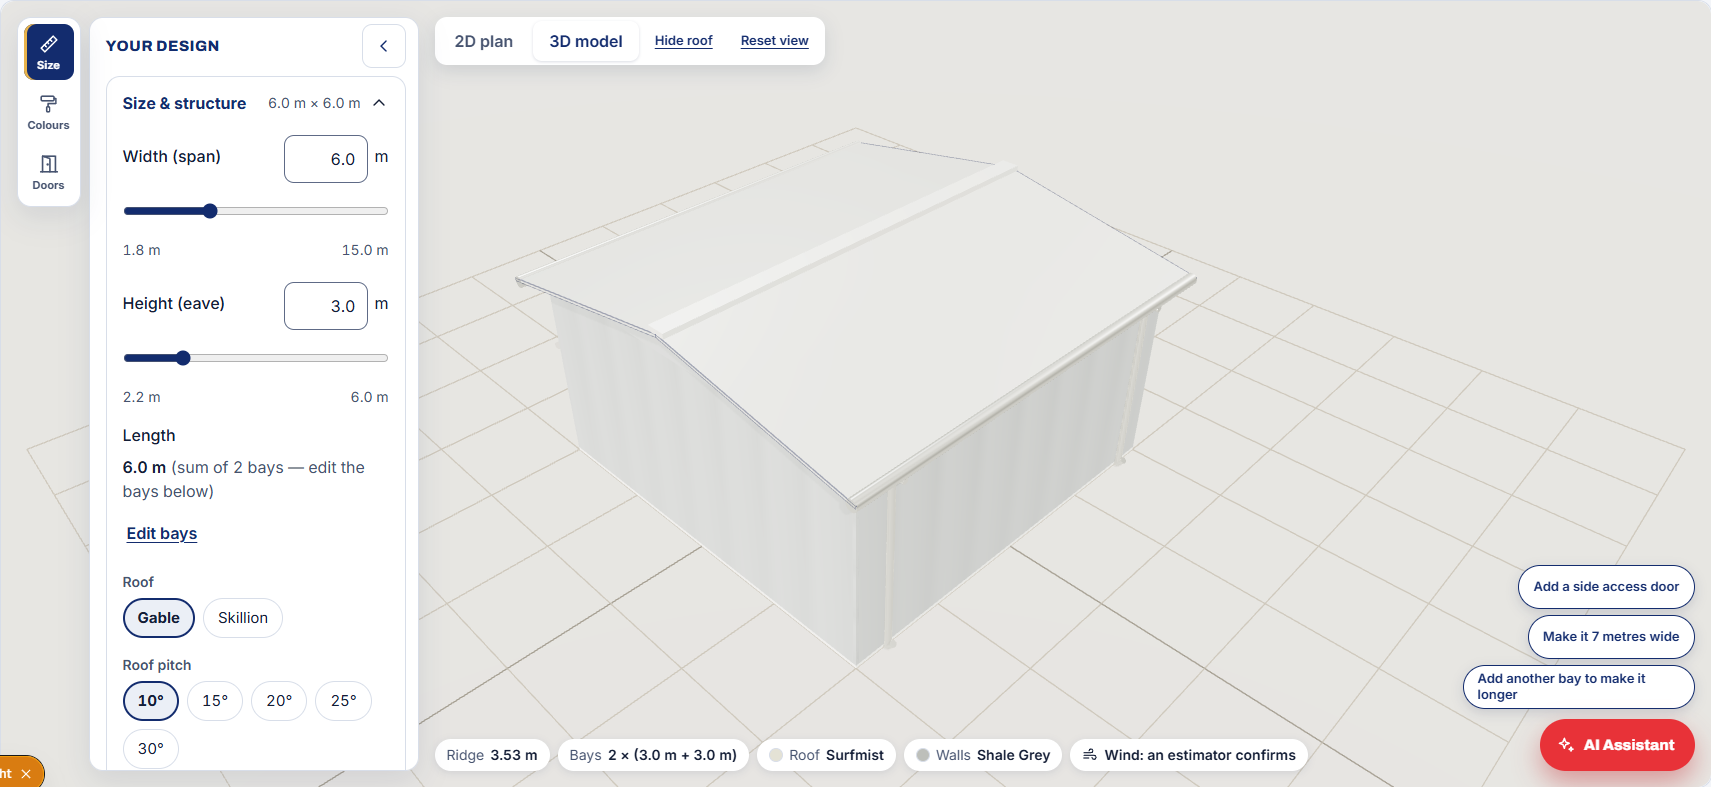 Size
Colours
Doors
YOUR DESIGN
Size & structure 6.0 m × 6.0 m
Width (span) 6.0 m
1.8 m 15.0 m
Height (eave) 3.0 m
2.2 m 6.0 m
Length
6.0 m (sum of 2 bays — edit the
bays below)
Edit bays
Roof
Gable Skillion
Roof pitch
10° 15° 20° 25°
30°
2D plan 3D model Hide roof Reset view
Add a side access door
Make it 7 metres wide
Add another bay to make it
longer
AI Assistant
Ridge 3.53 m Bays 2 × (3.0 m + 3.0 m) Roof Surfmist Walls Shale Grey Wind: an estimator confirms
ht